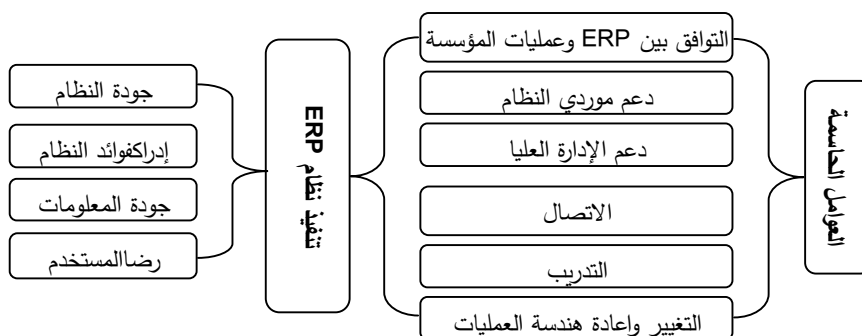 العوامل الحاسمة
التوافق بين ERP وعمليات المؤسسة
دعم موردي النظام
دعم الإدارة العليا
الاتصال
التدريب
التغيير وإعادة هندسة العمليات
تنفيذ نظام ERP
جودة النظام
إدراكفوائد النظام
جودة المعلومات
رضاالمستخدم